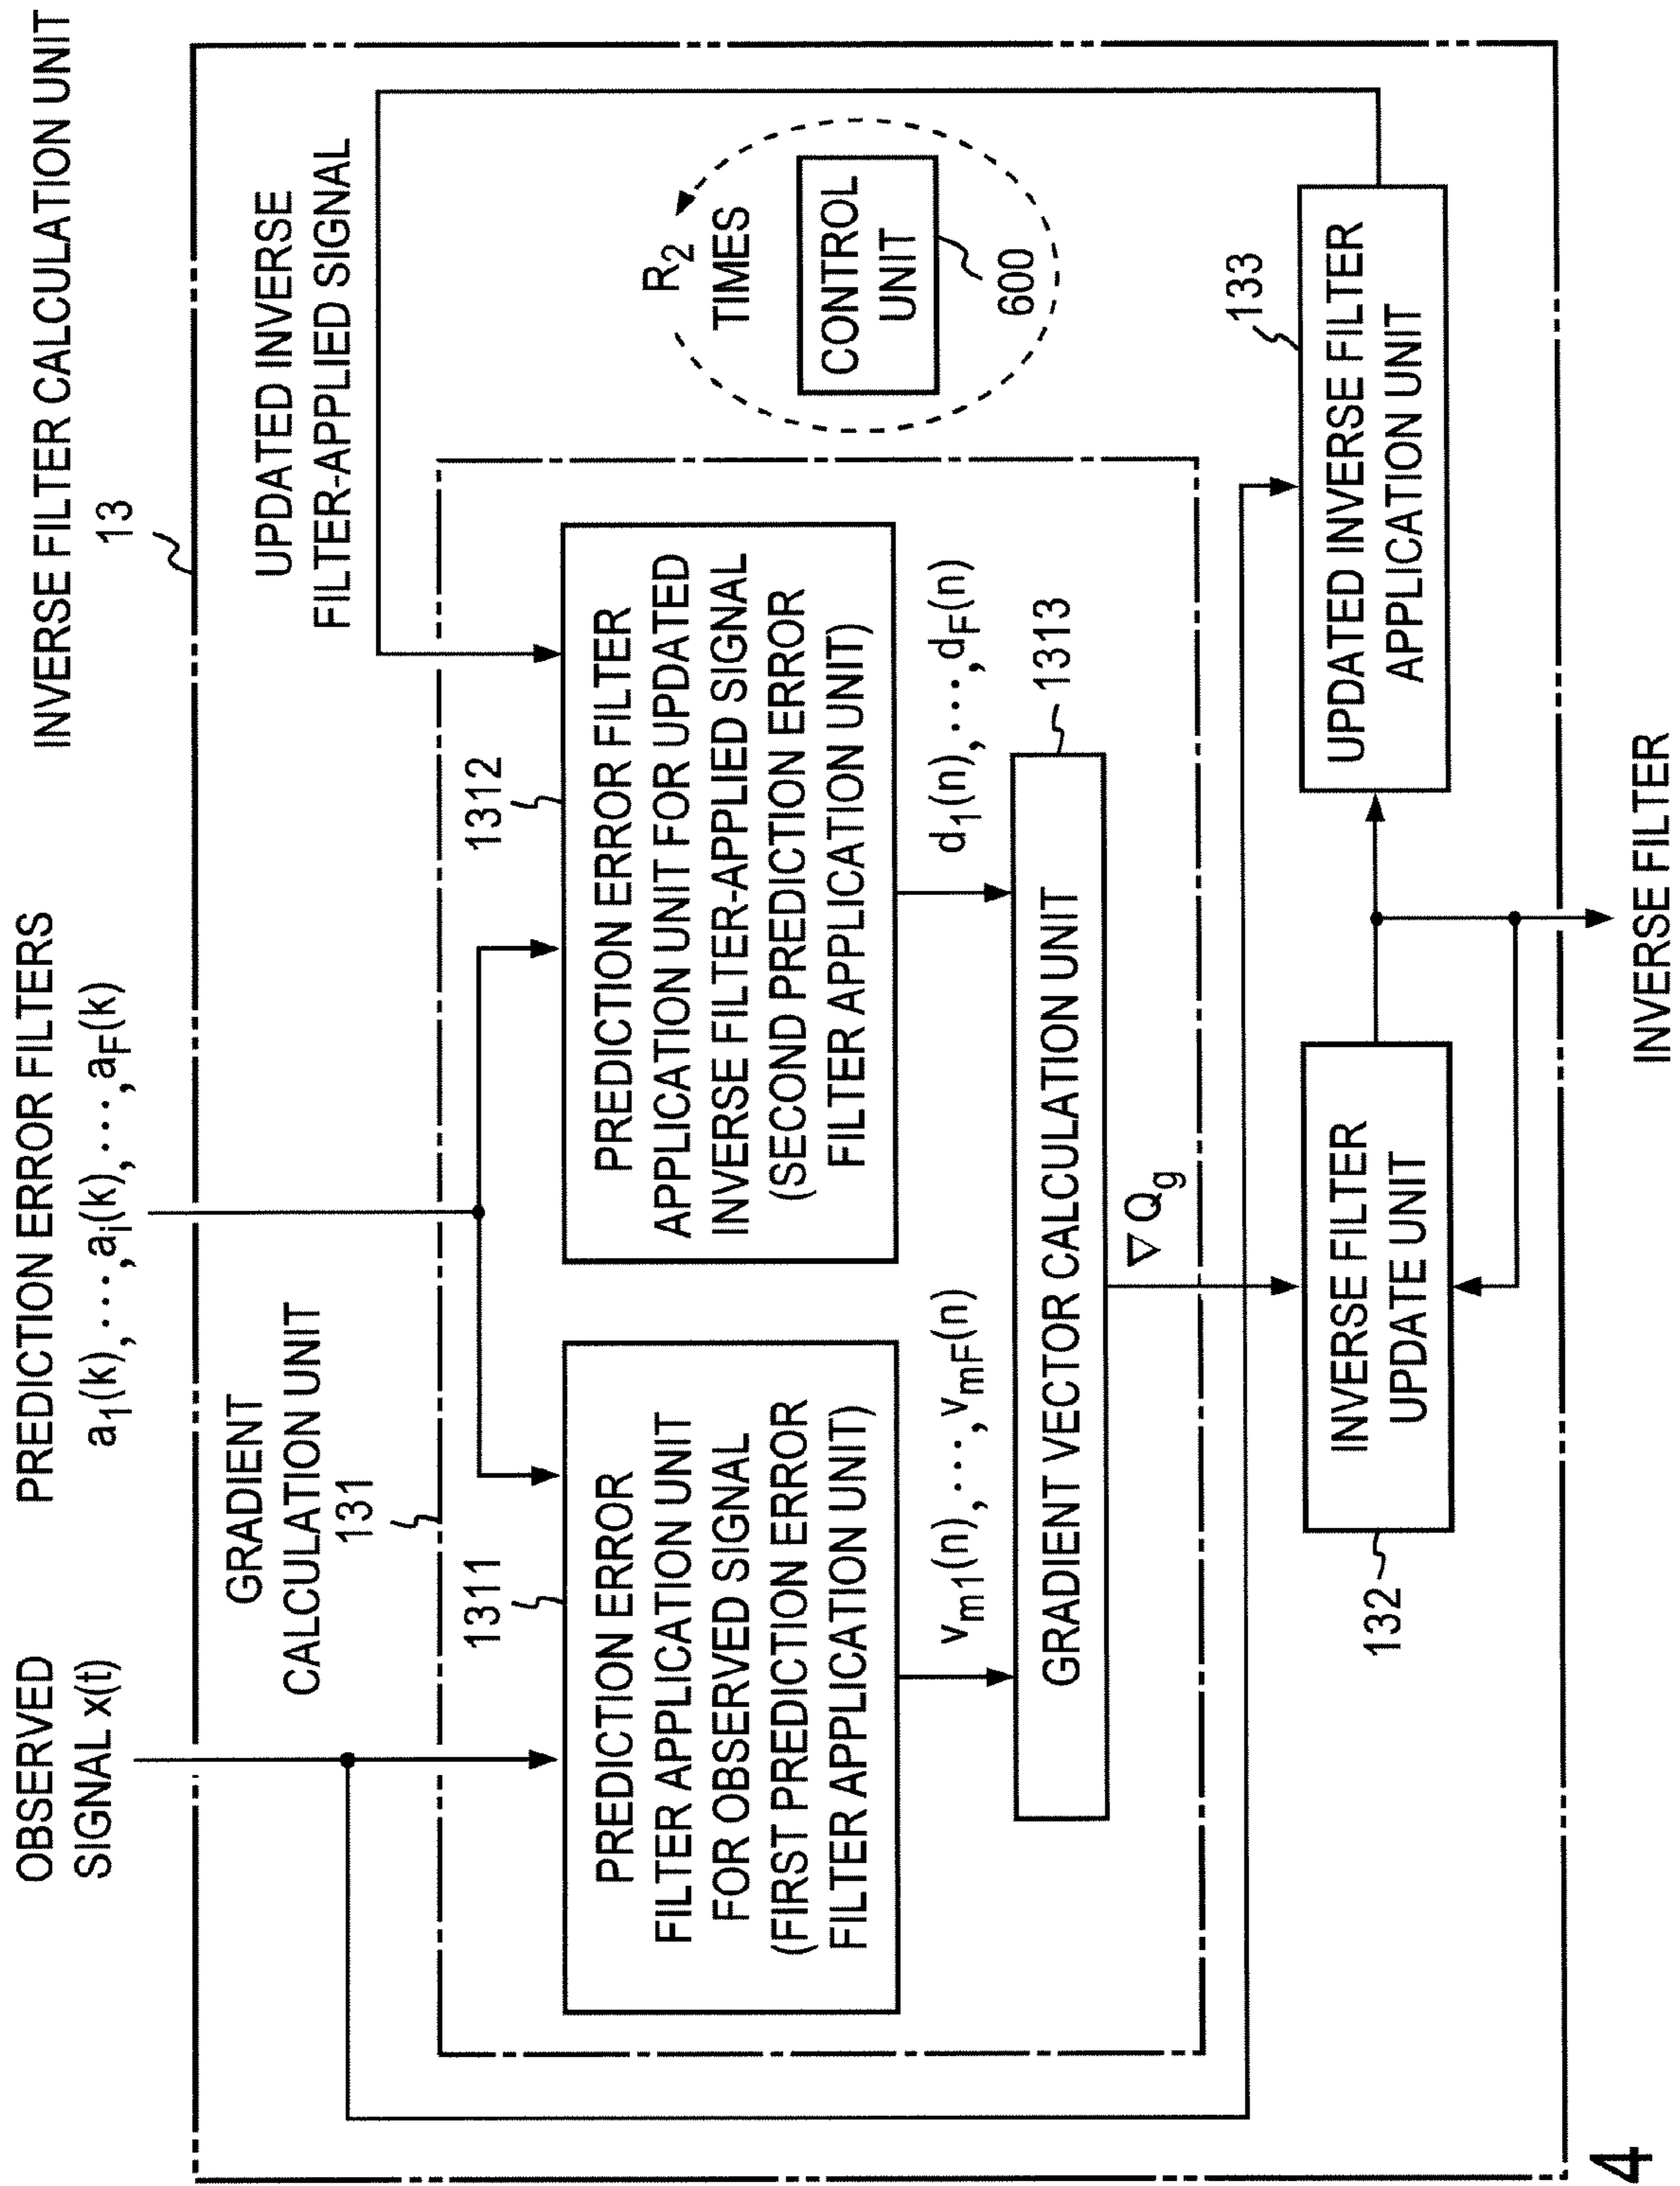 INVERSE FILTER CALCULATION UNIT
13
OBSERVED
SIGNAL x(t)
PREDICTION ERROR FILTERS
a1(k),···,ai(k),···,aF(k)
GRADIENT
CALCULATION UNIT
131
UPDATED INVERSE
FILTER-APPLIED SIGNAL
1311
PREDICTION ERROR
FILTER APPLICATION UNIT
FOR OBSERVED SIGNAL
(FIRST PREDICTION ERROR
FILTER APPLICATION UNIT)
1312
PREDICTION ERROR FILTER
APPLICATION UNIT FOR UPDATED
INVERSE FILTER-APPLIED SIGNAL
(SECOND PREDICTION ERROR
FILTER APPLICATION UNIT)
R2
TIMES
CONTROL
UNIT
600
vm1(n),···,vmF(n)
d1(n),···,dF(n)
1313
GRADIENT VECTOR CALCULATION UNIT
∇Qg
132
INVERSE FILTER
UPDATE UNIT
133
UPDATED INVERSE FILTER
APPLICATION UNIT
INVERSE FILTER
4